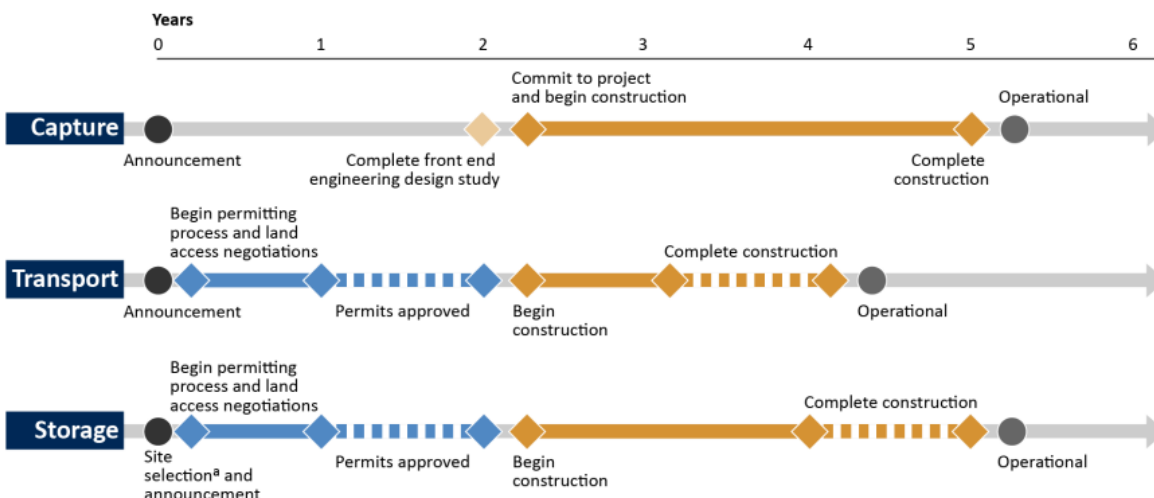 Years
0 1 2 3 4 5 6
Commit to project
and begin construction
Operational
Capture
Announcement
Complete front end
engineering design study
Complete
construction
Begin permitting
process and land
access negotiations
Complete construction
Transport
Announcement
Permits approved
Begin
construction
Operational
Begin permitting
process and land
access negotiations
Complete construction
Storage
Site
selectionª and
announcement
Permits approved
Begin
construction
Operational